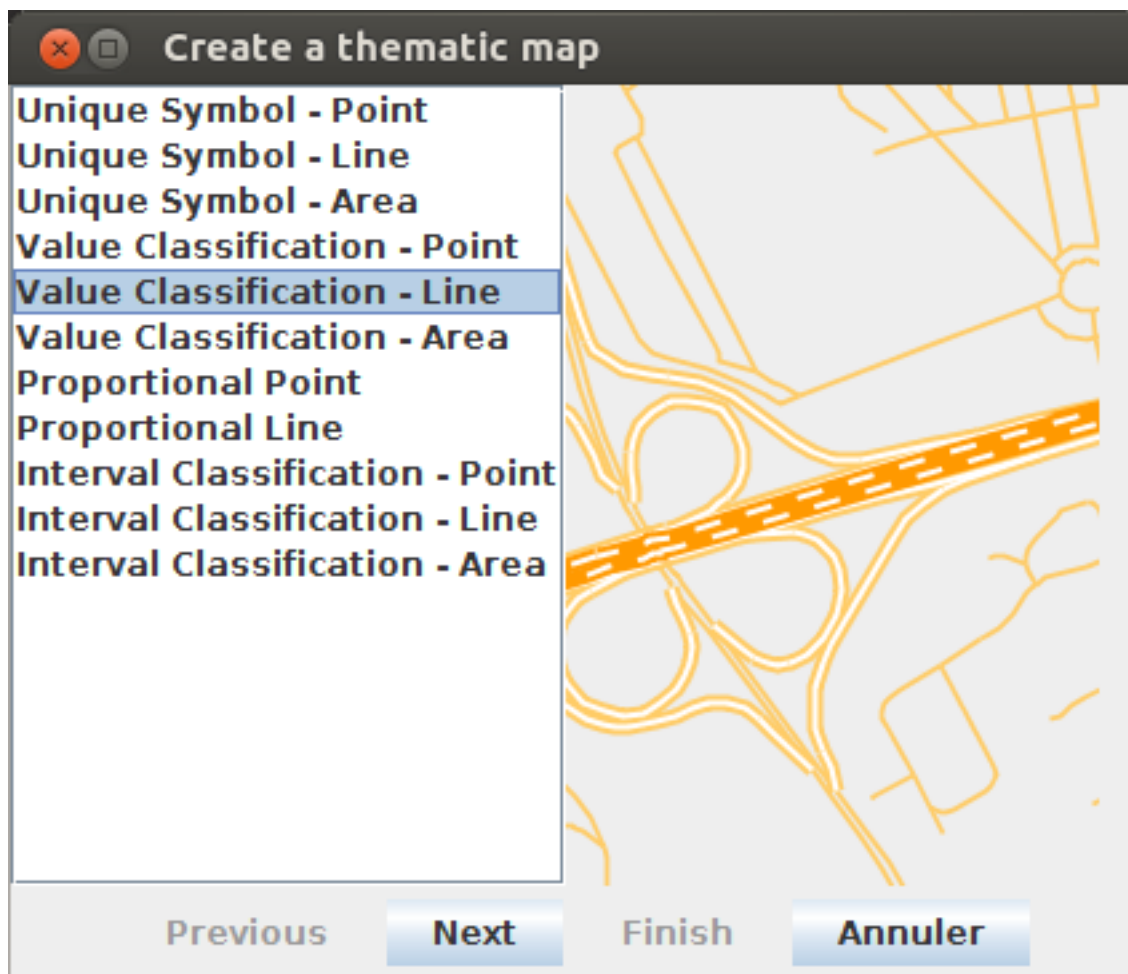 Create a thematic map
Unique Symbol - Point
Unique Symbol - Line
Unique Symbol - Area
Value Classification - Point
Value Classification - Line
Value Classification - Area
Proportional Point
Proportional Line
Interval Classification - Point
Interval Classification - Line
Interval Classification - Area
Previous Next Finish Annuler